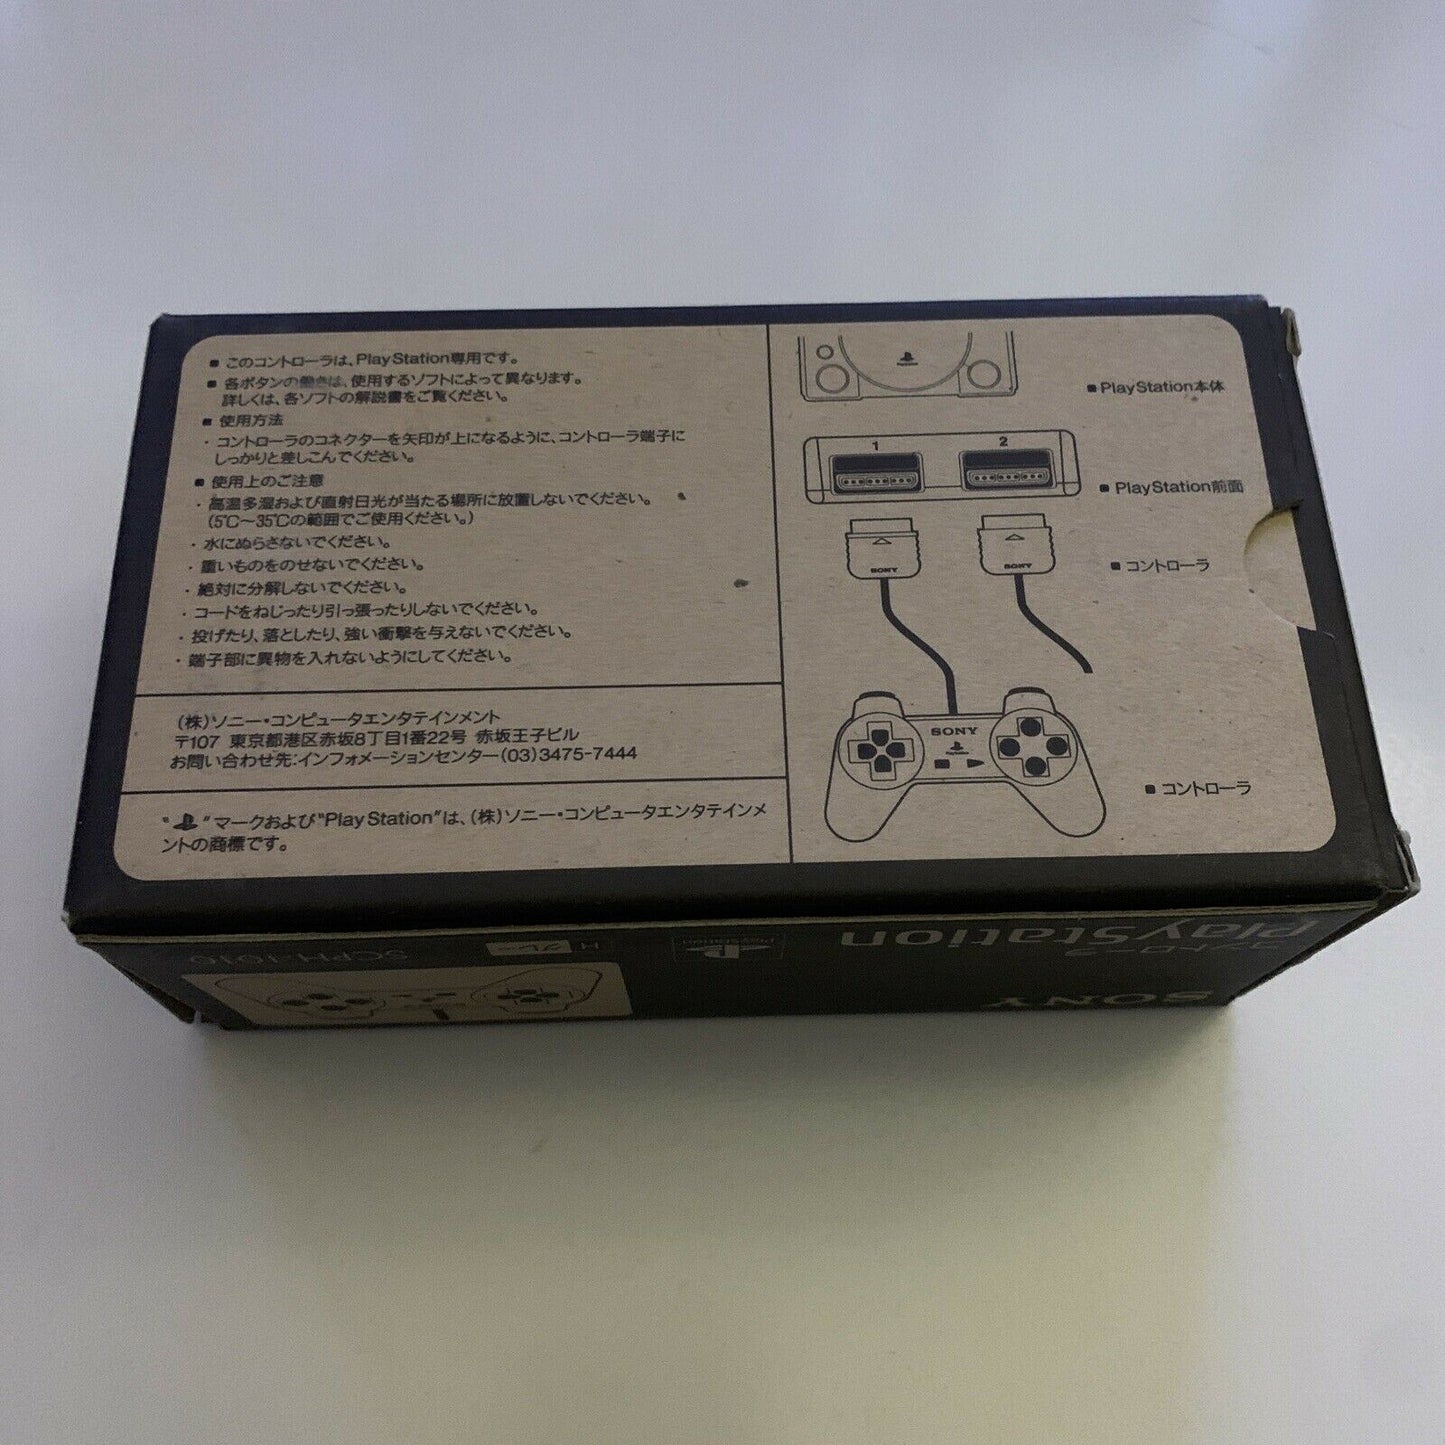 ■ このコントローラは、PlayStation専用です。
■ 各ボタンの働きは、使用するソフトによって異なります。
詳しくは、各ソフトの解説書をご覧ください。
■ 使用方法
・コントローラのコネクターを矢印が上になるように、コントローラ端子に
しっかりと差しこんでください。
■ 使用上のご注意
・高温多湿および直射日光が当たる場所に放置しないでください。
(5℃～35℃の範囲でご使用ください。)
・水にぬらさないでください。
・重いものをのせないでください。
・絶対に分解しないでください。
・コードをねじったり引っ張ったりしないでください。
・投げたり、落としたり、強い衝撃を与えないでください。
・端子部に異物を入れないようにしてください。
(株)ソニー・コンピュータエンタテインメント
〒107 東京都港区赤坂8丁目1番22号 赤坂王子ビル
お問い合わせ先:インフォメーションセンター(03)3475-7444
" "マークおよび"PlayStation"は、(株)ソニー・コンピュータエンタテインメ
ントの商標です。
PlayStation
■ PlayStation本体
1 2
■ PlayStation前面
SONY SONY
■ コントローラ
SONY
PlayStation
■ コントローラ
SONY
コントローラ
PlayStation
PlayStation
H グレー
SCPH-1010